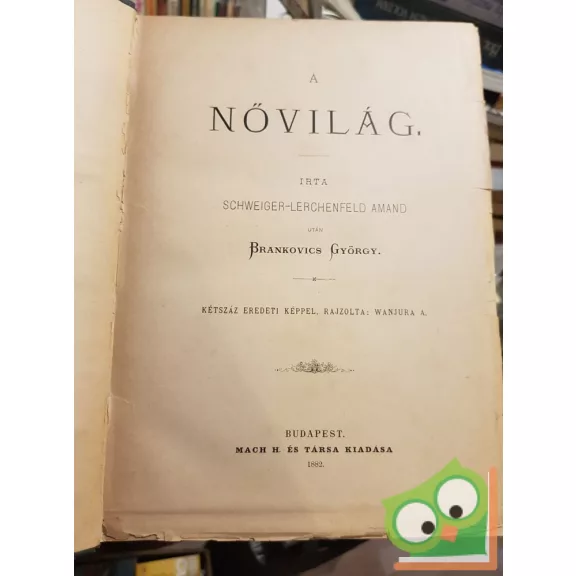 A
NŐVILÁG.
IRTA
SCHWEIGER-LERCHENFELD AMAND
UTÁN
BRANKOVICS GYÖRGY.
KÉTSZÁZ EREDETI KÉPPEL, RAJZOLTA: WANJURA A.
BUDAPEST.
MACH H. ÉS TÁRSA KIADÁSA
1882.